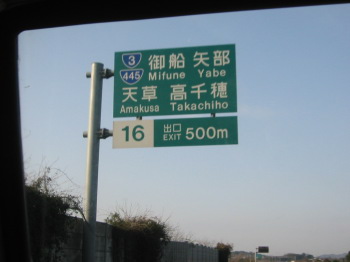 3 御船 矢部
445 Mifune Yabe
天草 高千穂
Amakusa Takachiho
16 出口 500m
EXIT